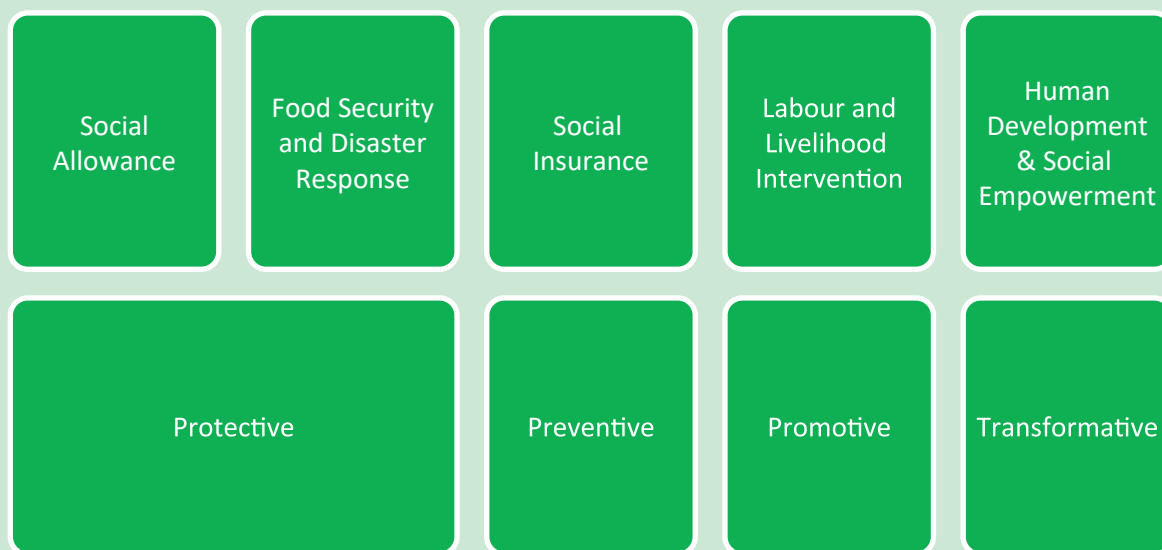 Social
Allowance
Food Security
and Disaster
Response
Social
Insurance
Labour and
Livelihood
Intervention
Human
Development
& Social
Empowerment
Protective
Preventive
Promotive
Transformative